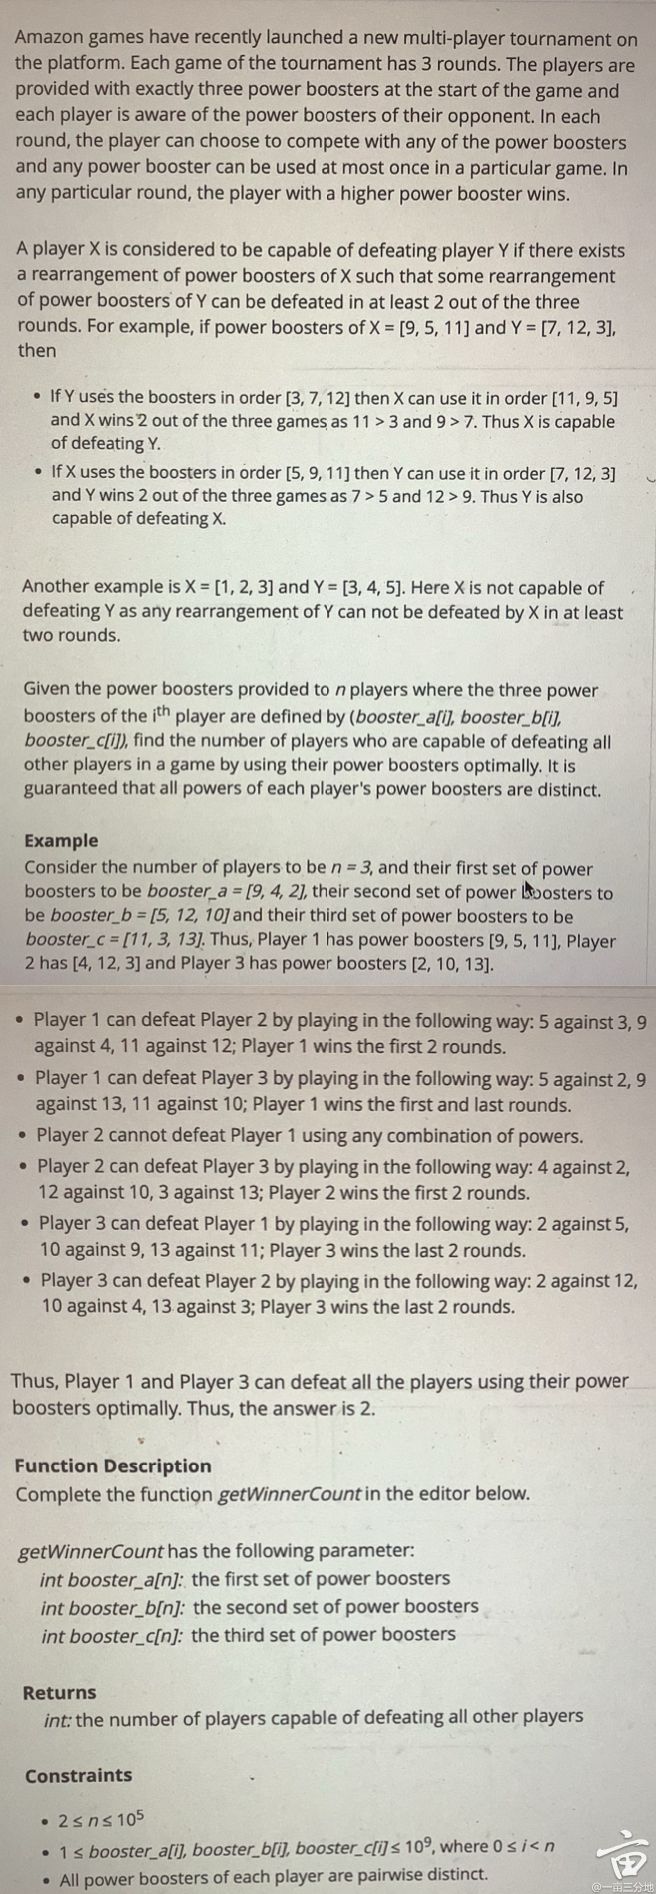 Amazon games have recently launched a new multi-player tournament on
the platform. Each game of the tournament has 3 rounds. The players are
provided with exactly three power boosters at the start of the game and
each player is aware of the power boosters of their opponent. In each
round, the player can choose to compete with any of the power boosters
and any power booster can be used at most once in a particular game. In
any particular round, the player with a higher power booster wins.
A player X is considered to be capable of defeating player Y if there exists
a rearrangement of power boosters of X such that some rearrangement
of power boosters of Y can be defeated in at least 2 out of the three
rounds. For example, if power boosters of X = [9, 5, 11] and Y = [7, 12, 3],
then
• If Y uses the boosters in order [3, 7, 12] then X can use it in order [11, 9, 5]
and X wins 2 out of the three games as 11 > 3 and 9 > 7. Thus X is capable
of defeating Y.
• If X uses the boosters in order [5, 9, 11] then Y can use it in order [7, 12, 3]
and Y wins 2 out of the three games as 7 > 5 and 12 > 9. Thus Y is also
capable of defeating X.
Another example is X = [1, 2, 3] and Y = [3, 4, 5]. Here X is not capable of
defeating Y as any rearrangement of Y can not be defeated by X in at least
two rounds.
Given the power boosters provided to n players where the three power
boosters of the ith player are defined by (booster_a[i], booster_b[i],
booster_c[i]), find the number of players who are capable of defeating all
other players in a game by using their power boosters optimally. It is
guaranteed that all powers of each player's power boosters are distinct.
Example
Consider the number of players to be n = 3, and their first set of power
boosters to be booster_a = [9, 4, 2], their second set of power boosters to
be booster_b = [5, 12, 10] and their third set of power boosters to be
booster_c = [11, 3, 13]. Thus, Player 1 has power boosters [9, 5, 11], Player
2 has [4, 12, 3] and Player 3 has power boosters [2, 10, 13].
• Player 1 can defeat Player 2 by playing in the following way: 5 against 3, 9
against 4, 11 against 12; Player 1 wins the first 2 rounds.
• Player 1 can defeat Player 3 by playing in the following way: 5 against 2, 9
against 13, 11 against 10; Player 1 wins the first and last rounds.
• Player 2 cannot defeat Player 1 using any combination of powers.
• Player 2 can defeat Player 3 by playing in the following way: 4 against 2,
12 against 10, 3 against 13; Player 2 wins the first 2 rounds.
• Player 3 can defeat Player 1 by playing in the following way: 2 against 5,
10 against 9, 13 against 11; Player 3 wins the last 2 rounds.
• Player 3 can defeat Player 2 by playing in the following way: 2 against 12,
10 against 4, 13 against 3; Player 3 wins the last 2 rounds.
Thus, Player 1 and Player 3 can defeat all the players using their power
boosters optimally. Thus, the answer is 2.
Function Description
Complete the function getWinnerCount in the editor below.
getWinnerCount has the following parameter:
int booster_a[n]: the first set of power boosters
int booster_b[n]: the second set of power boosters
int booster_c[n]: the third set of power boosters
Returns
int: the number of players capable of defeating all other players
Constraints
• 2 ≤ n ≤ 10⁵
• 1 ≤ booster_a[i], booster_b[i], booster_c[i] ≤ 10⁹, where 0 ≤ i < n
• All power boosters of each player are pairwise distinct.
@一亩三分地